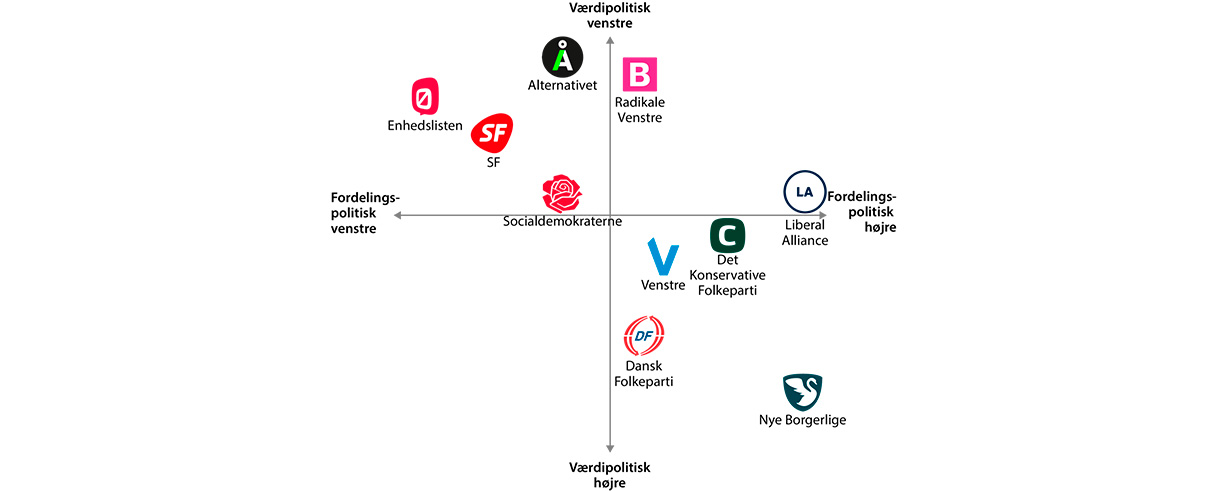 Værdipolitisk
venstre
Å
Alternativet
B
Radikale
Venstre
Ø
Enhedslisten
SF
SF
Socialdemokraterne
Fordelings-
politisk
venstre
LA
Liberal
Alliance
Fordelings-
politisk
højre
C
Det
Konservative
Folkeparti
V
Venstre
DF
Dansk
Folkeparti
Nye Borgerlige
Værdipolitisk
højre